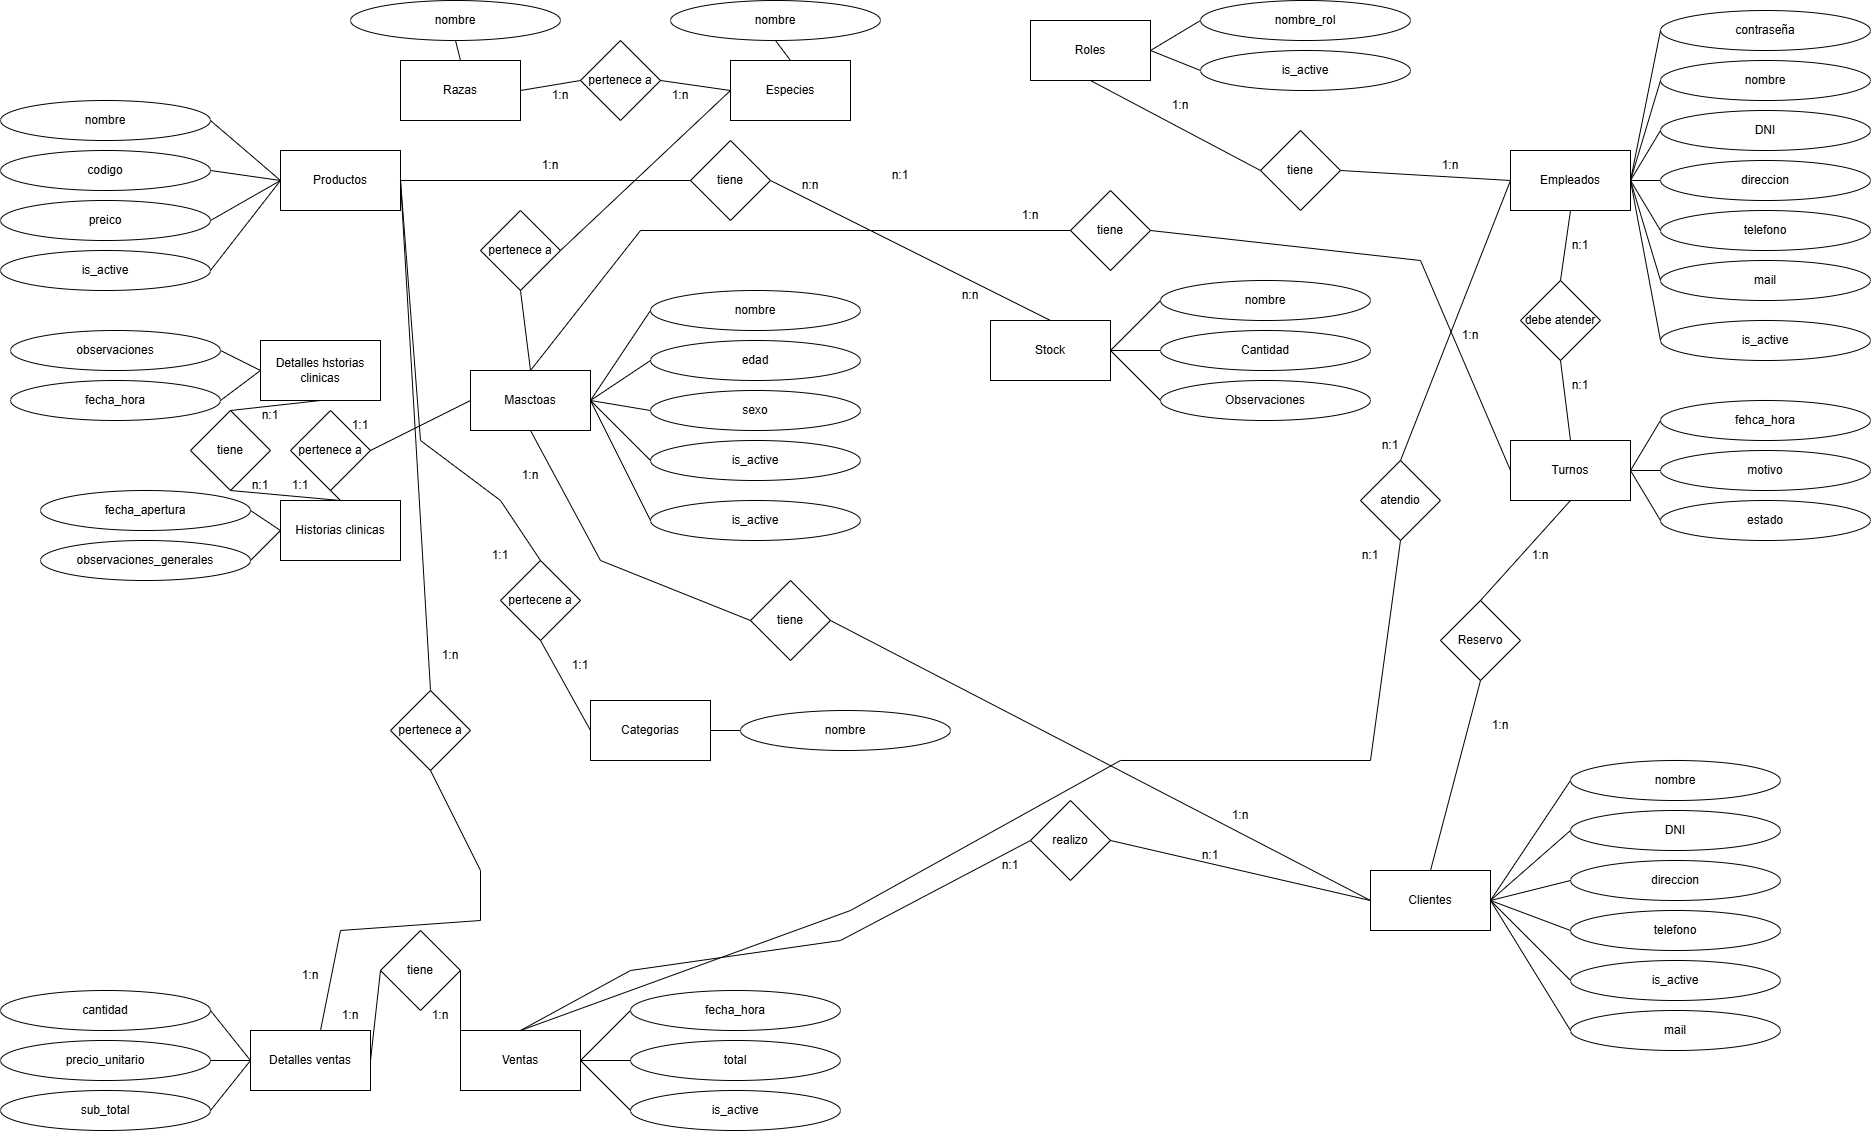 nombre
nombre
nombre_rol
is_active
Roles
contraseña
nombre
DNI
direccion
telefono
mail
is_active
Razas
pertenece a
Especies
1:n
1:n
1:n
nombre
codigo
preico
is_active
Productos
1:n
tiene
n:n
n:1
tiene
1:n
Empleados
1:n
tiene
n:1
pertenece a
n:n
debe atender
1:n
n:1
observaciones
fecha_hora
Detalles hstorias
clinicas
n:1
1:1
tiene
pertenece a
n:1
1:1
fecha_apertura
observaciones_generales
Historias clinicas
Masctoas
nombre
edad
sexo
is_active
is_active
Stock
nombre
Cantidad
Observaciones
n:1
atendio
n:1
Turnos
fehca_hora
motivo
estado
1:n
1:n
Reservo
1:n
1:1
pertecene a
1:1
tiene
1:n
pertenece a
Categorias
nombre
1:n
realizo
n:1
n:1
Clientes
nombre
DNI
direccion
telefono
is_active
mail
1:n
tiene
1:n
1:n
cantidad
precio_unitario
sub_total
Detalles ventas
Ventas
fecha_hora
total
is_active